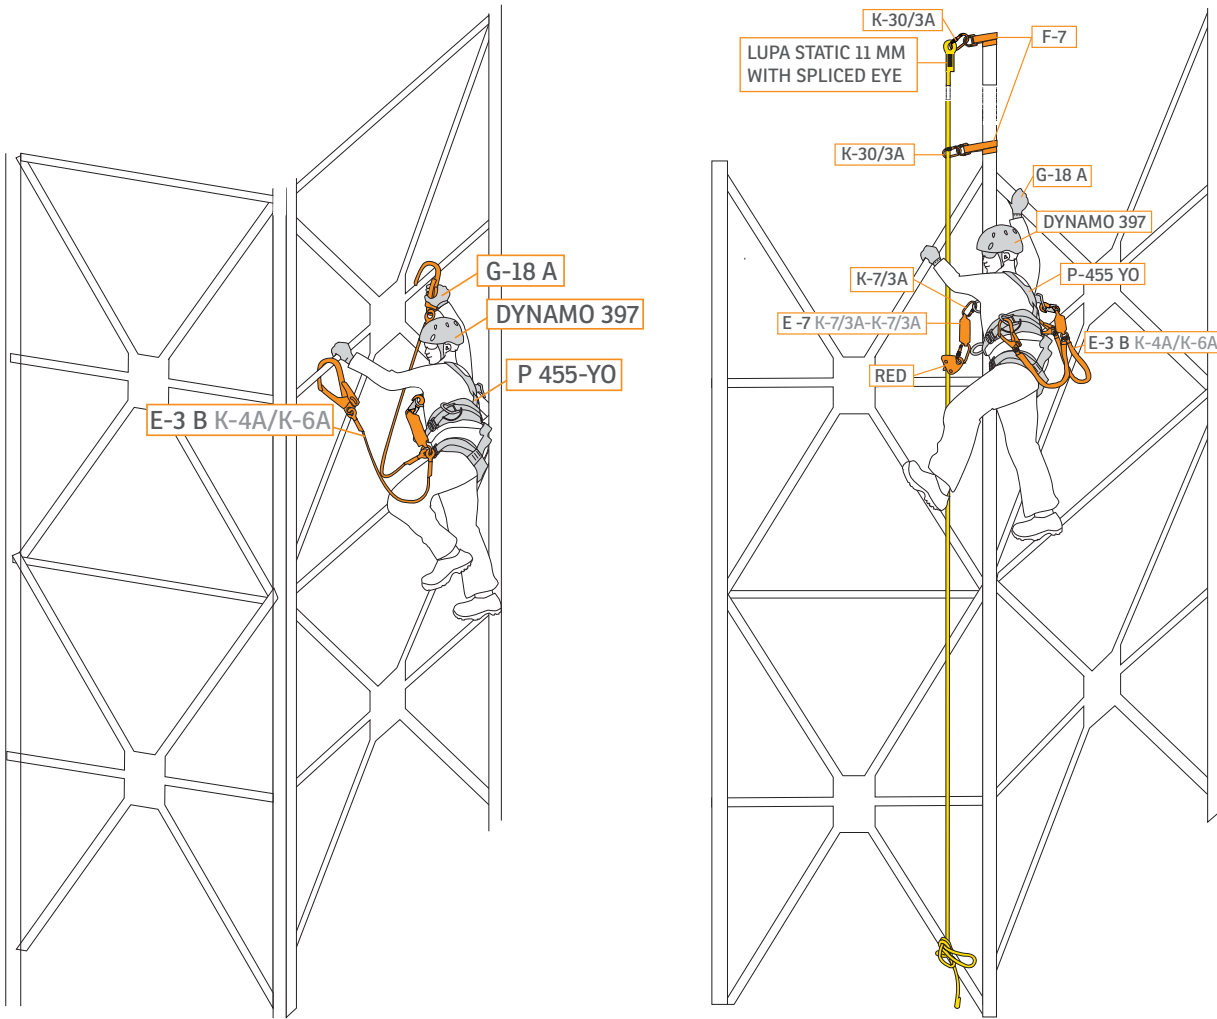 G-18 A
DYNAMO 397
P 455-YO
E-3 B K-4A/K-6A
K-30/3A
F-7
LUPA STATIC 11 MM
WITH SPLICED EYE
K-30/3A
G-18 A
DYNAMO 397
K-7/3A
P-455 YO
E -7 K-7/3A-K-7/3A
E-3 B K-4A/K-6A
RED